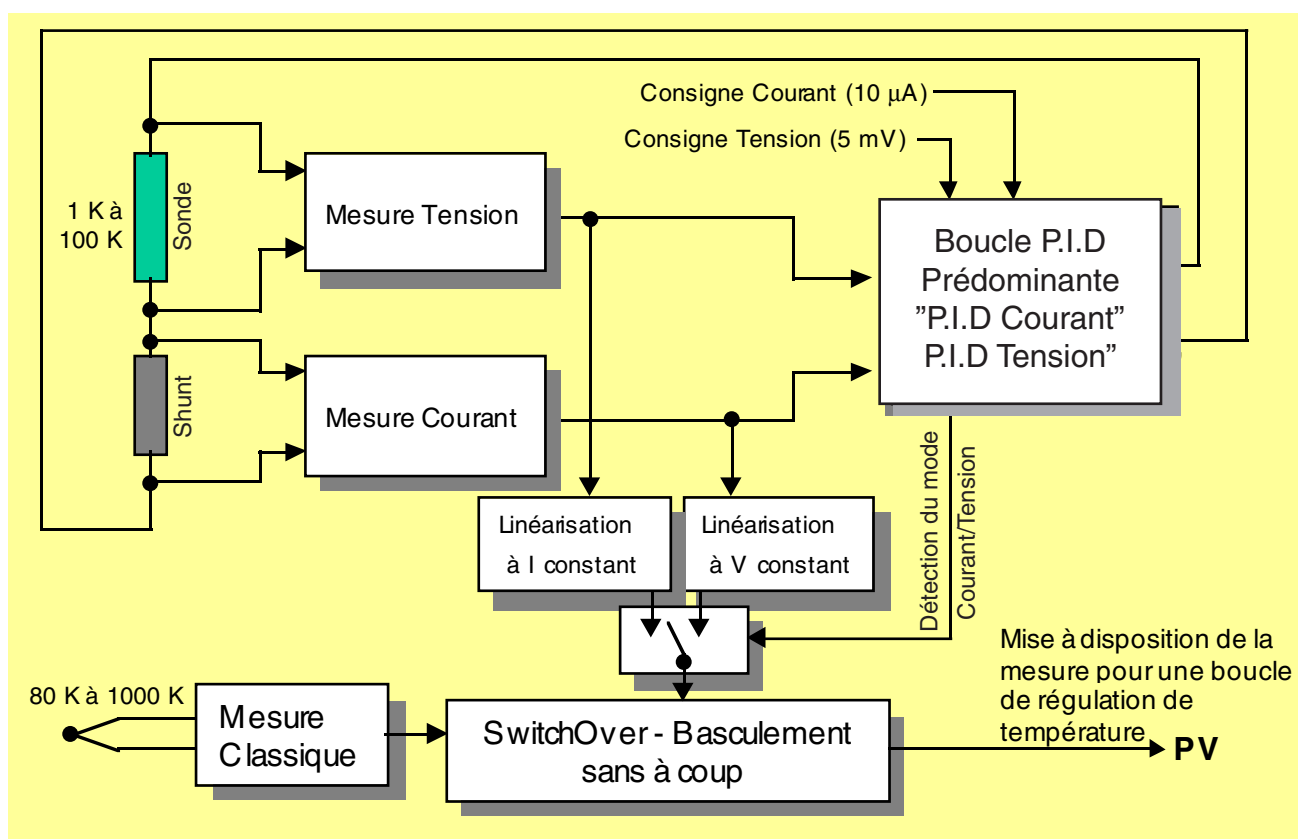 Consigne Courant (10 µA)
Consigne Tension (5 mV)
1 K à
100 K
Sonde
Mesure Tension
Boucle P.I.D
Prédominante
”P.I.D Courant”
P.I.D Tension”
Shunt
Mesure Courant
Linéarisation
à I constant
Linéarisation
à V constant
Détection du mode
Courant/Tension
80 K à 1000 K
Mesure
Classique
SwitchOver - Basculement
sans à coup
Mise à disposition de la
mesure pour une boucle
de régulation de
température
PV